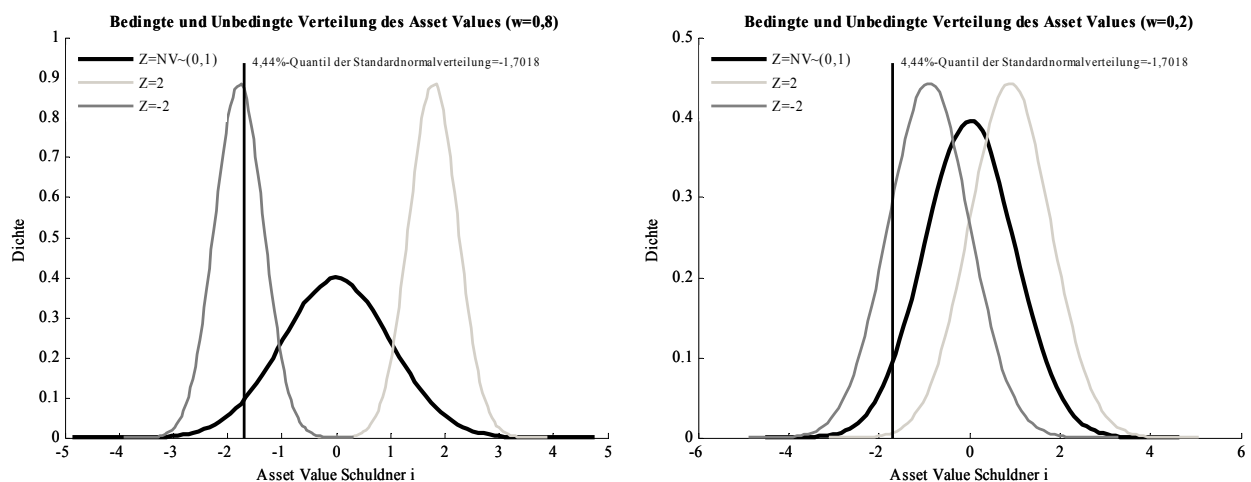 Bedingte und Unbedingte Verteilung des Asset Values (w=0,8)
1
Z=NV~(0,1)
4,44%-Quantil der Standardnormalverteilung=-1,7018
0.9
Z=2
Z=-2
0.8
0.7
0.6
0.5
0.4
0.3
0.2
0.1
0
Dichte
-5 -4 -3 -2 -1 0 1 2 3 4 5
Asset Value Schuldner i
Bedingte und Unbedingte Verteilung des Asset Values (w=0,2)
0.5
Z=NV~(0,1)
4,44%-Quantil der Standardnormalverteilung=-1,7018
Z=2
Z=-2
0.4
0.3
0.2
0.1
0
Dichte
-6 -4 -2 0 2 4 6
Asset Value Schuldner i